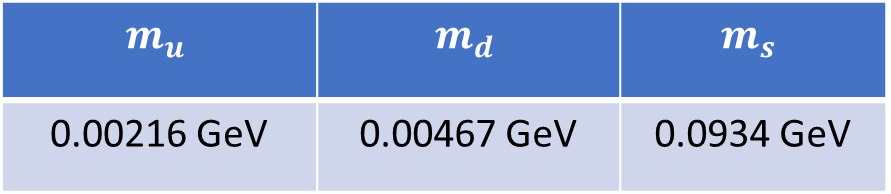 m_u m_d m_s
0.00216 GeV 0.00467 GeV 0.0934 GeV